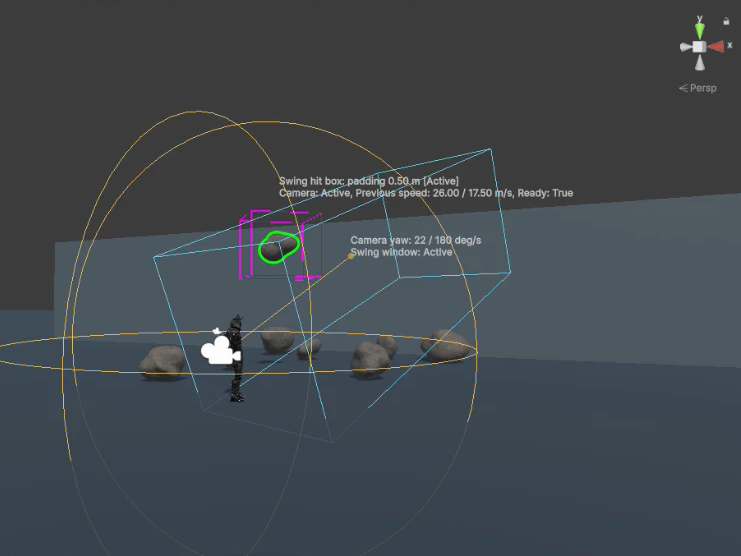 y
x
< Persp
Swing hit box: padding 0.50 m [Active]
Camera: Active, Previous speed: 26.00 / 17.50 m/s, Ready: True
Camera yaw: 22 / 180 deg/s
Swing window: Active